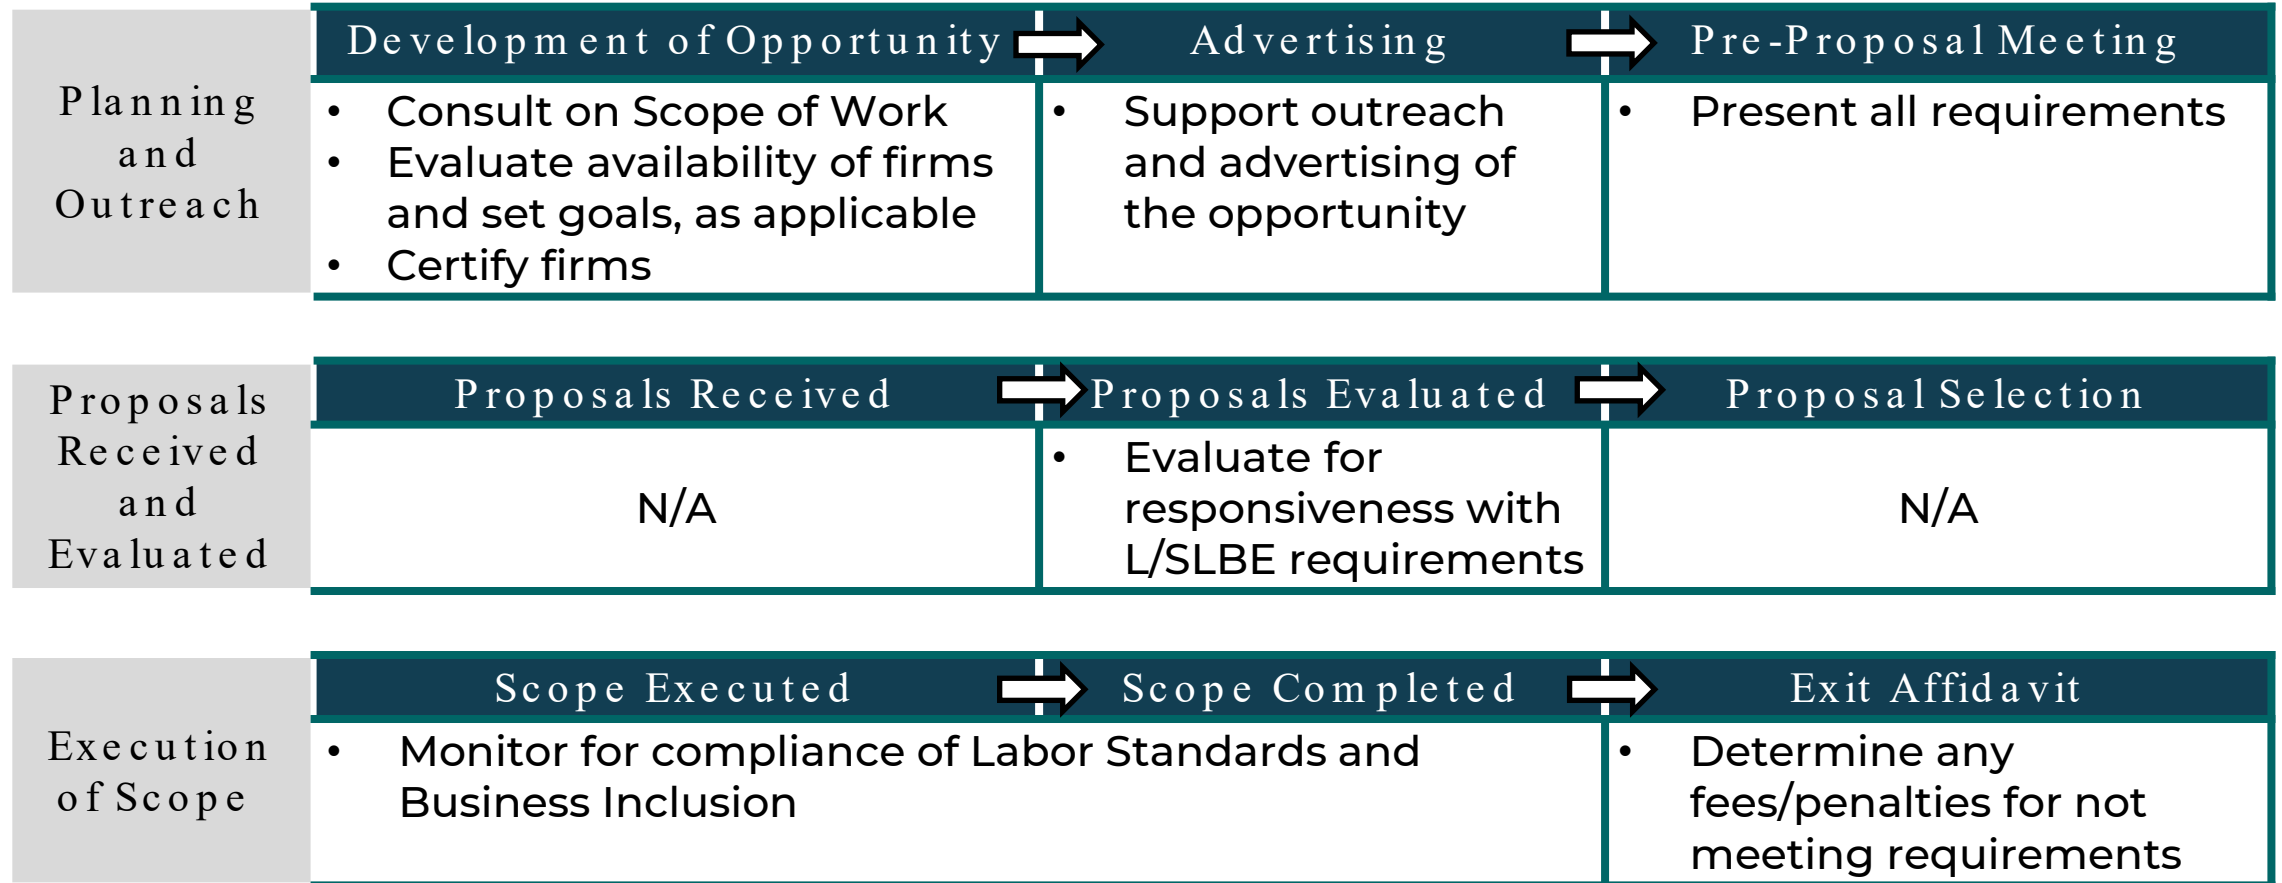 Planning
and
Outreach
Development of Opportunity
Advertising
Pre-Proposal Meeting
• Consult on Scope of Work
• Evaluate availability of firms
and set goals, as applicable
• Certify firms
• Support outreach
and advertising of
the opportunity
• Present all requirements
Proposals
Received
and
Evaluated
Proposals Received
Proposals Evaluated
Proposal Selection
N/A
• Evaluate for
responsiveness with
L/SLBE requirements
N/A
Execution
of Scope
Scope Executed
Scope Completed
Exit Affidavit
• Monitor for compliance of Labor Standards and
Business Inclusion
• Determine any
fees/penalties for not
meeting requirements